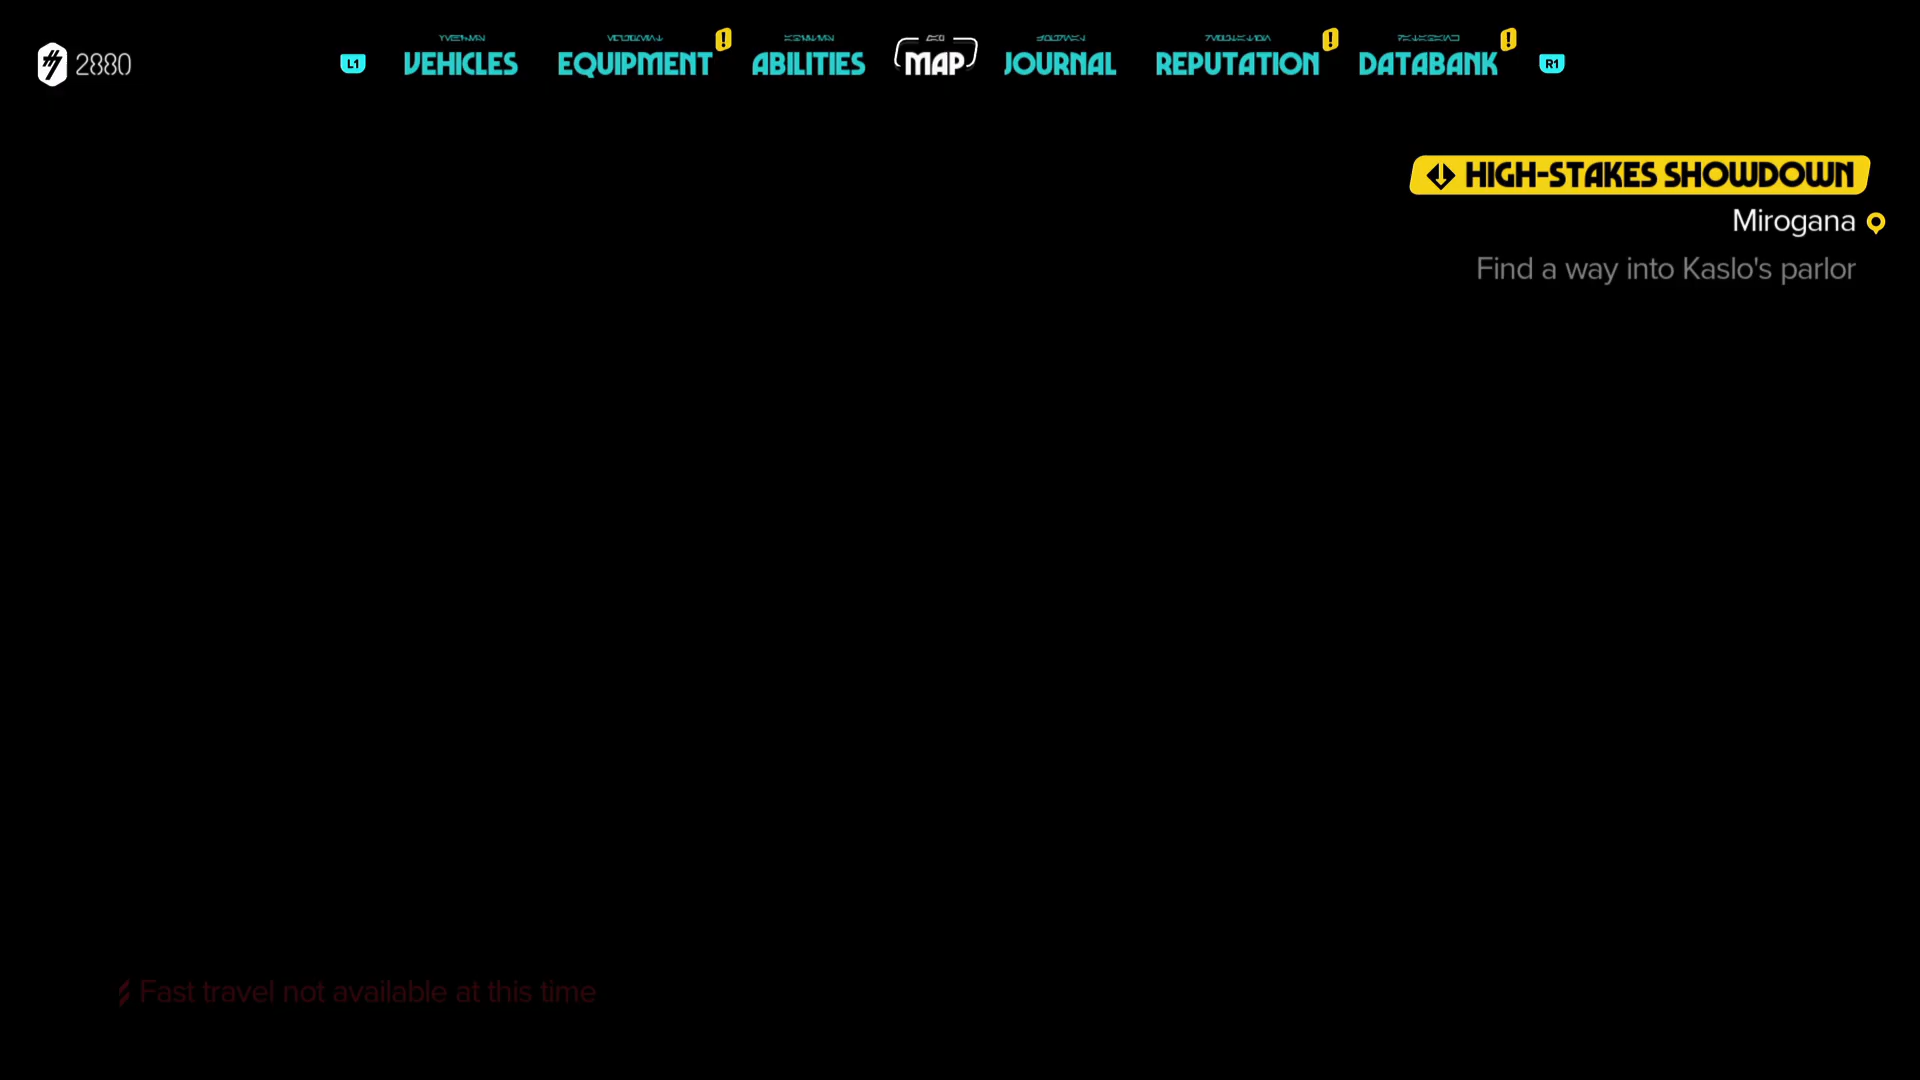 2880
L1 VEHICLES EQUIPMENT ! ABILITIES MAP JOURNAL REPUTATION ! DATABANK ! R1
HIGH-STAKES SHOWDOWN
Mirogana
Find a way into Kaslo's parlor
Fast travel not available at this time